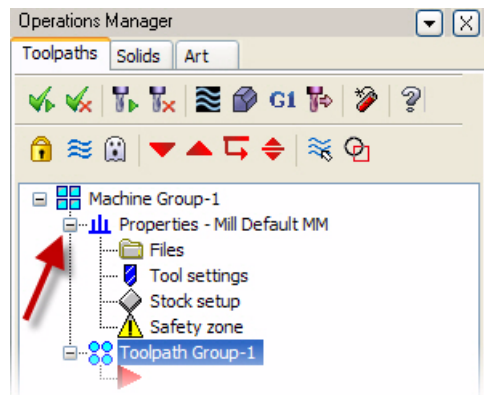 Operations Manager
Toolpaths Solids Art
G1
Machine Group-1
Properties - Mill Default MM
Files
Tool settings
Stock setup
Safety zone
Toolpath Group-1